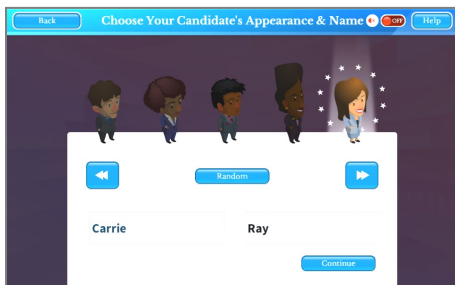 Back
Choose Your Candidate's Appearance & Name
OFF
Help
Random
Carrie
Ray
Continue